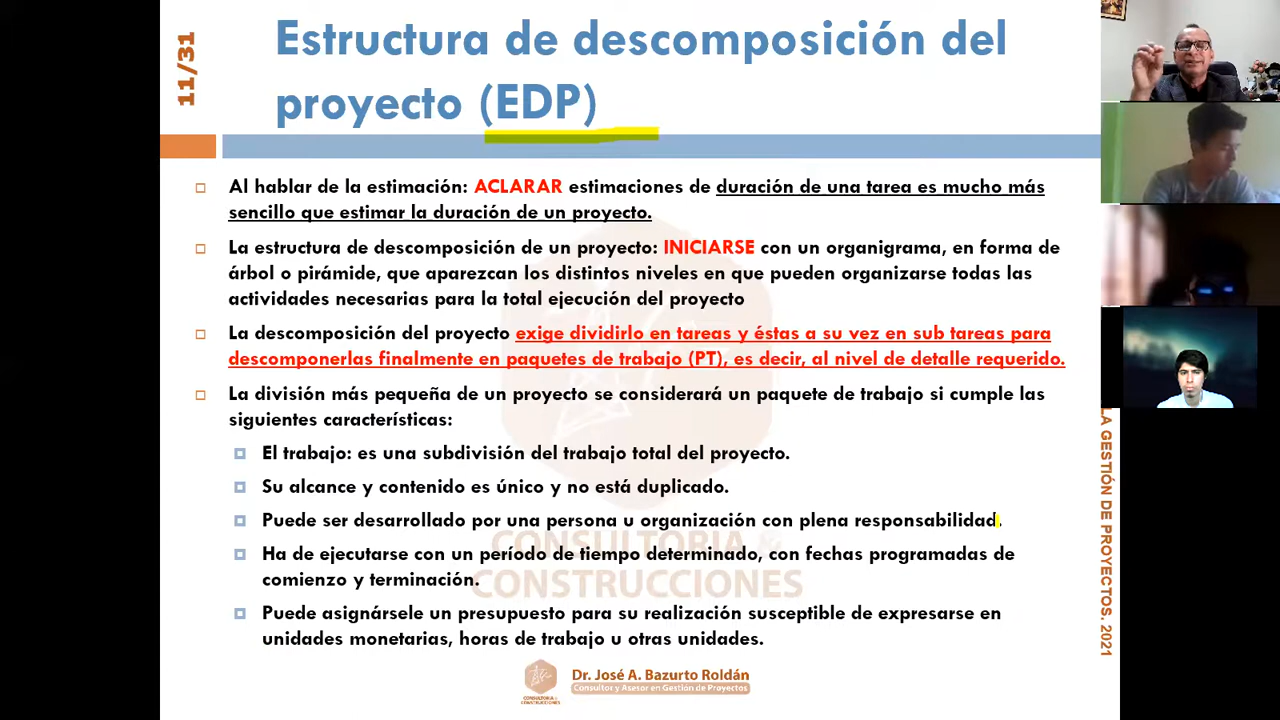 11/31
Estructura de descomposición del
proyecto (EDP)
Al hablar de la estimación: ACLARAR estimaciones de duración de una tarea es mucho más
sencillo que estimar la duración de un proyecto.
La estructura de descomposición de un proyecto: INICIARSE con un organigrama, en forma de
árbol o pirámide, que aparezcan los distintos niveles en que pueden organizarse todas las
actividades necesarias para la total ejecución del proyecto
La descomposición del proyecto exige dividirlo en tareas y éstas a su vez en sub tareas para
descomponerlas finalmente en paquetes de trabajo (PT), es decir, al nivel de detalle requerido.
La división más pequeña de un proyecto se considerará un paquete de trabajo si cumple las
siguientes características:
El trabajo: es una subdivisión del trabajo total del proyecto.
Su alcance y contenido es único y no está duplicado.
Puede ser desarrollado por una persona u organización con plena responsabilidad.
Ha de ejecutarse con un período de tiempo determinado, con fechas programadas de
comienzo y terminación.
Puede asignársele un presupuesto para su realización susceptible de expresarse en
unidades monetarias, horas de trabajo u otras unidades.
CONSULTORIA &
CONSTRUCCIONES
LA GESTIÓN DE PROYECTOS. 2021
CONSULTORIA &
CONSTRUCCIONES
Dr. José A. Bazurto Roldán
Consultor y Asesor en Gestión de Proyectos